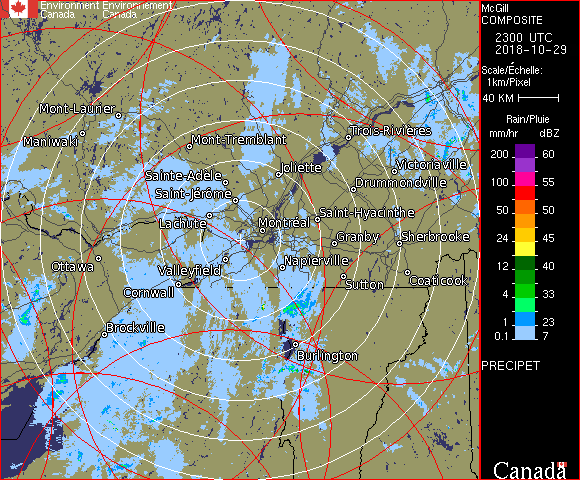 Environment Environnement
Canada Canada
McGill
COMPOSITE
2300 UTC
2018-10-29
Scale/Échelle:
1km/Pixel
40 KM
Rain/Pluie
mm/hr dBZ
200 60
100 55
50 50
24 45
12 40
4 33
1 23
0.1 7
PRECIPET
Canada
Mont-Laurier
Maniwaki
Mont-Tremblant
Trois-Rivières
Sainte-Adèle
Joliette
Victoriaville
Saint-Jérôme
Drummondville
Lachute
Montréal
Saint-Hyacinthe
Granby
Sherbrooke
Ottawa
Valleyfield
Napierville
Cornwall
Sutton
Coaticook
Brockville
Burlington